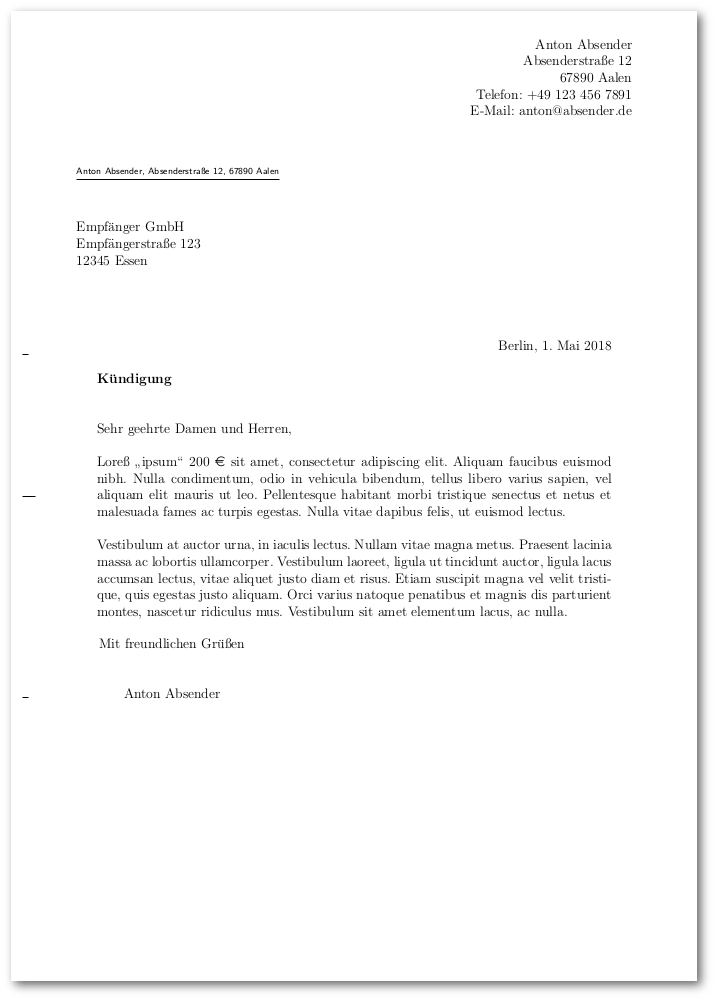 Anton Absender
Absenderstraße 12
67890 Aalen
Telefon: +49 123 456 7891
E-Mail: anton@absender.de
Anton Absender, Absenderstraße 12, 67890 Aalen
Empfänger GmbH
Empfängerstraße 123
12345 Essen
Berlin, 1. Mai 2018
Kündigung
Sehr geehrte Damen und Herren,
Loreß „ipsum“ 200 € sit amet, consectetur adipiscing elit. Aliquam faucibus euismod
nibh. Nulla condimentum, odio in vehicula bibendum, tellus libero varius sapien, vel
aliquam elit mauris ut leo. Pellentesque habitant morbi tristique senectus et netus et
malesuada fames ac turpis egestas. Nulla vitae dapibus felis, ut euismod lectus.
Vestibulum at auctor urna, in iaculis lectus. Nullam vitae magna metus. Praesent lacinia
massa ac lobortis ullamcorper. Vestibulum laoreet, ligula ut tincidunt auctor, ligula lacus
accumsan lectus, vitae aliquet justo diam et risus. Etiam suscipit magna vel velit tristi-
que, quis egestas justo aliquam. Orci varius natoque penatibus et magnis dis parturient
montes, nascetur ridiculus mus. Vestibulum sit amet elementum lacus, ac nulla.
Mit freundlichen Grüßen
Anton Absender